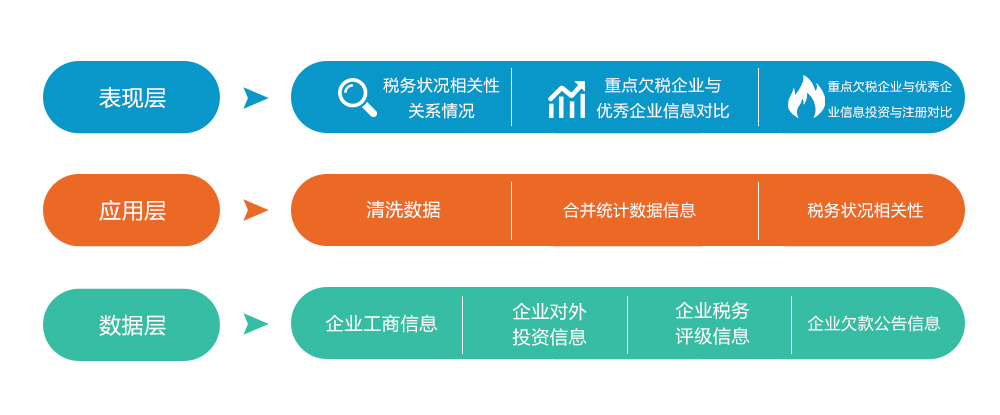 表现层
税务状况相关性
关系情况
重点欠税企业与
优秀企业信息对比
重点欠税企业与优秀企
业信息投资与注册对比
应用层
清洗数据
合并统计数据信息
税务状况相关性
数据层
企业工商信息
企业对外
投资信息
企业税务
评级信息
企业欠款公告信息